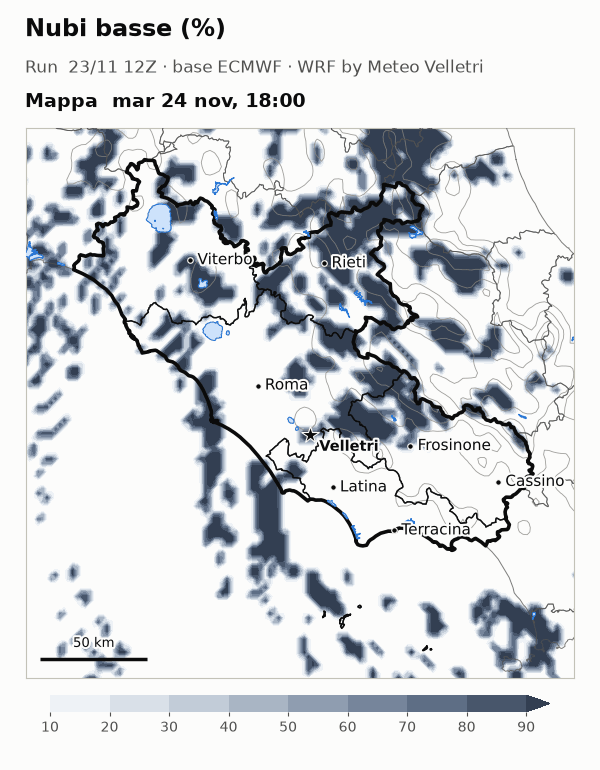 Nubi basse (%)
Run 23/11 12Z · base ECMWF · WRF by Meteo Velletri
Mappa mar 24 nov, 18:00
Viterbo
Rieti
Roma
Velletri
Frosinone
Latina
Cassino
Terracina
50 km
10 20 30 40 50 60 70 80 90